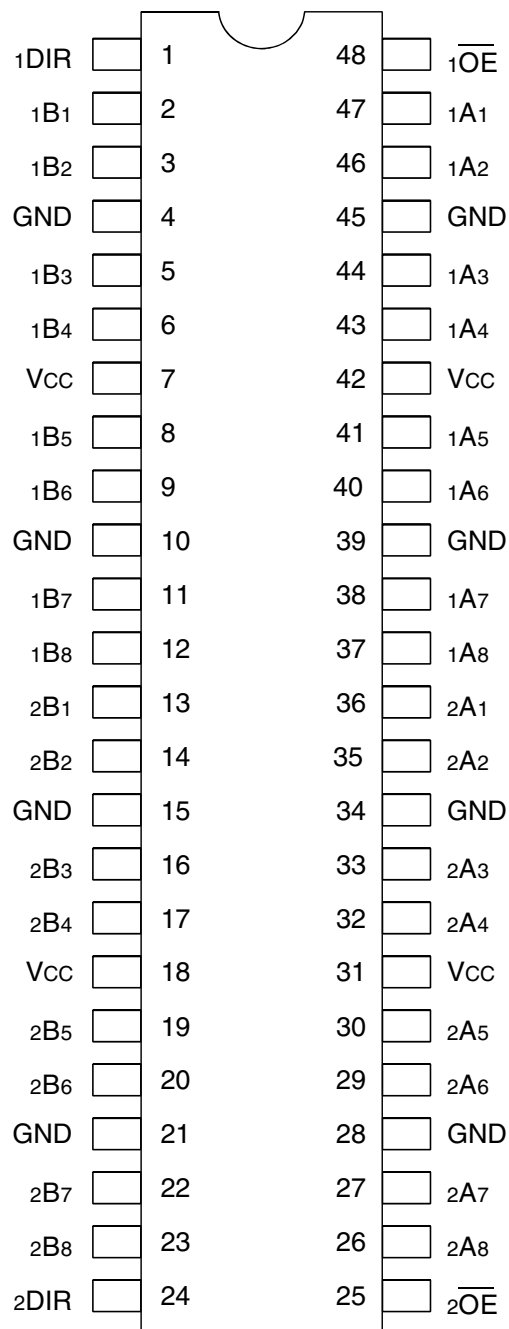 1DIR 1 48 1O̅E̅
1B1 2 47 1A1
1B2 3 46 1A2
GND 4 45 GND
1B3 5 44 1A3
1B4 6 43 1A4
VCC 7 42 VCC
1B5 8 41 1A5
1B6 9 40 1A6
GND 10 39 GND
1B7 11 38 1A7
1B8 12 37 1A8
2B1 13 36 2A1
2B2 14 35 2A2
GND 15 34 GND
2B3 16 33 2A3
2B4 17 32 2A4
VCC 18 31 VCC
2B5 19 30 2A5
2B6 20 29 2A6
GND 21 28 GND
2B7 22 27 2A7
2B8 23 26 2A8
2DIR 24 25 2O̅E̅